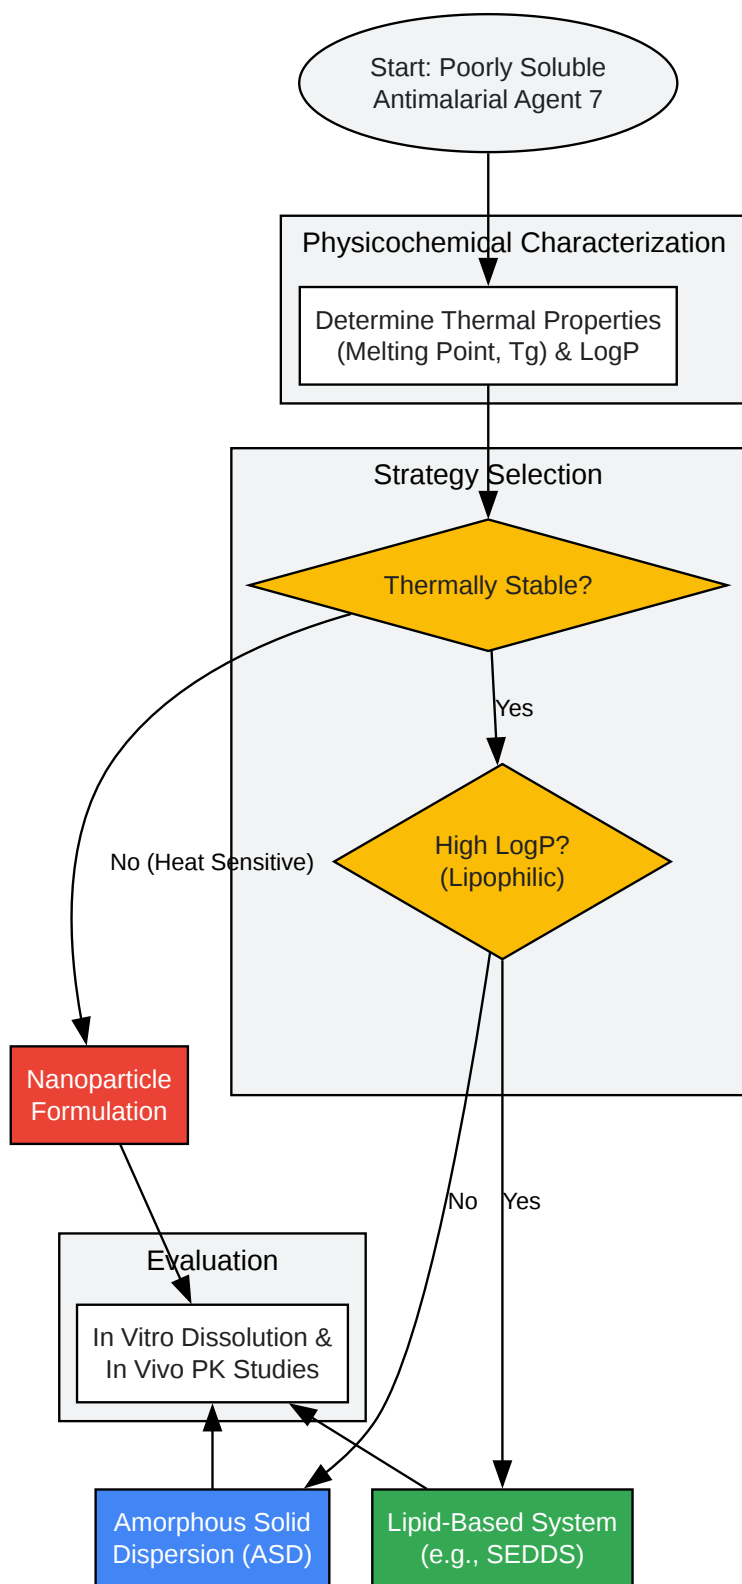 Start: Poorly Soluble
Antimalarial Agent 7
Physicochemical Characterization
Determine Thermal Properties
(Melting Point, Tg) & LogP
Strategy Selection
Thermally Stable?
Yes
No (Heat Sensitive)
High LogP?
(Lipophilic)
Nanoparticle
Formulation
No
Yes
Evaluation
In Vitro Dissolution &
In Vivo PK Studies
Amorphous Solid
Dispersion (ASD)
Lipid-Based System
(e.g., SEDDS)